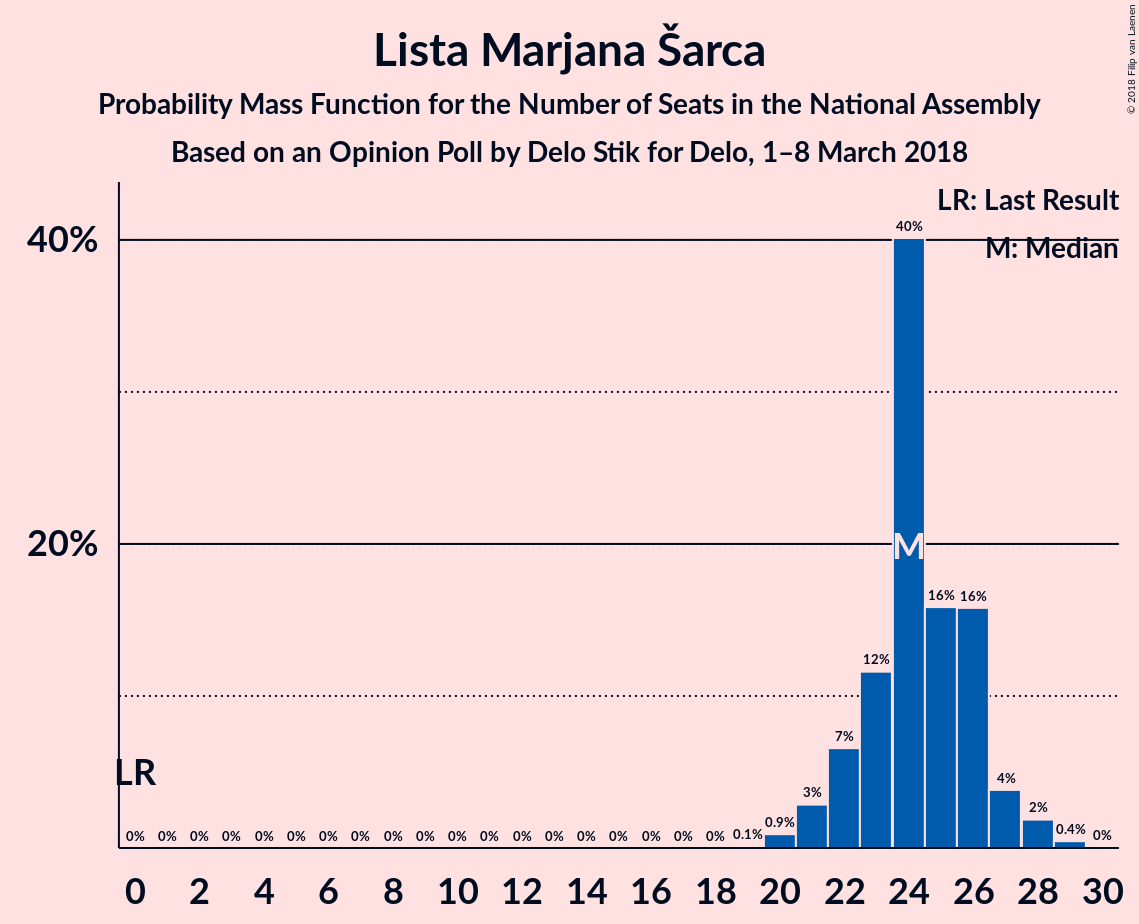 Lista Marjana Šarca
Probability Mass Function for the Number of Seats in the National Assembly
Based on an Opinion Poll by Delo Stik for Delo, 1–8 March 2018
© 2018 Filip van Laenen
LR: Last Result
M: Median
40%
20%
40%
M
16% 16%
12%
7%
LR
4%
3%
2%
0.9%
0.4%
0% 0% 0% 0% 0% 0% 0% 0% 0% 0% 0% 0% 0% 0% 0% 0% 0% 0% 0% 0.1% 0%
0 2 4 6 8 10 12 14 16 18 20 22 24 26 28 30